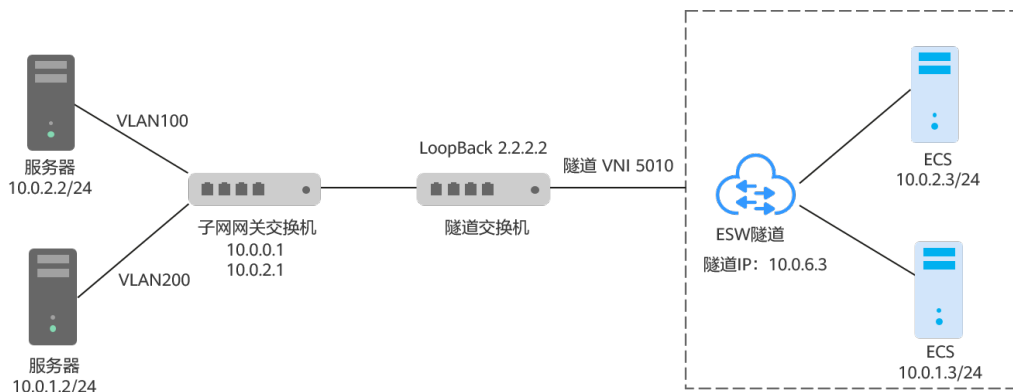 VLAN100
服务器
10.0.2.2/24
LoopBack 2.2.2.2
隧道 VNI 5010
ECS
10.0.2.3/24
子网网关交换机
10.0.0.1
10.0.2.1
隧道交换机
ESW隧道
隧道IP：10.0.6.3
VLAN200
服务器
10.0.1.2/24
ECS
10.0.1.3/24